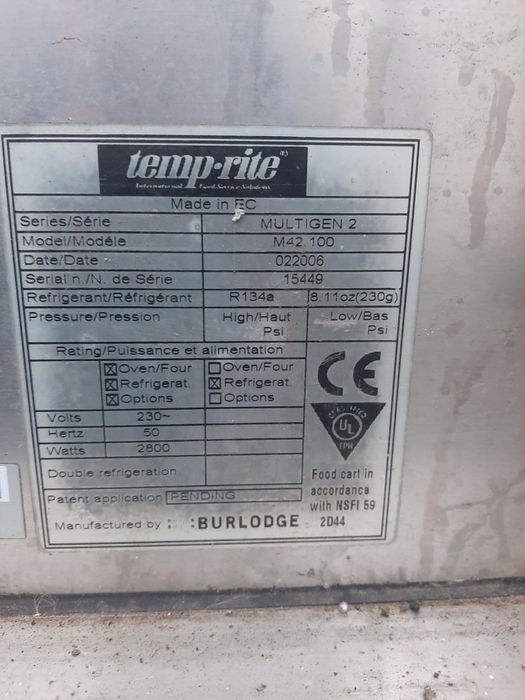 temp·rite®
International Food Service Solutions
Made in EC
Series/Série MULTIGEN 2
Model/Modéle M42 100
Date/Date 022006
Serial n./N. de Série 15449
Refrigerant/Réfrigérant R134a 8.11oz(230g)
Pressure/Pression High/Haut Psi Low/Bas Psi
Rating/Puissance et alimentation
Oven/Four Oven/Four
Refrigerat. Refrigerat.
Options Options
Volts 230~
Hertz 50
Watts 2800
Double refrigeration
Patent application PENDING
Manufactured by BURLODGE
CE
UL
EPH
Food cart in
accordance
with NSFI 59
2D44